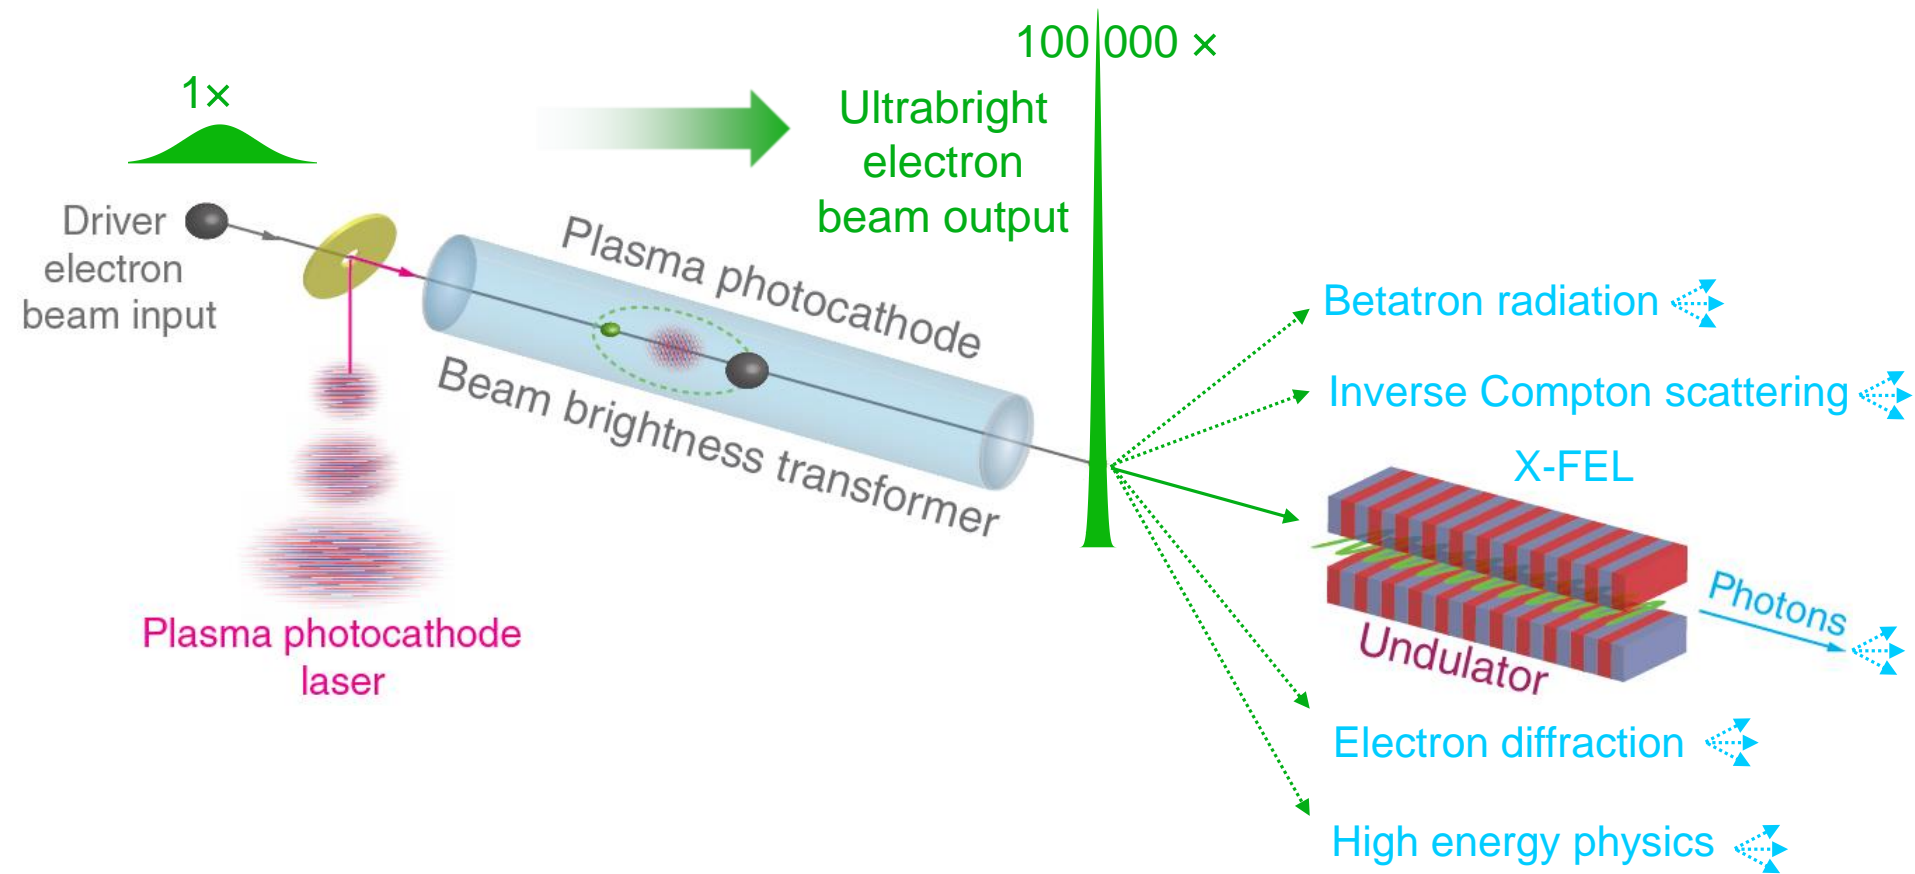 1×
100 000 ×
Ultrabright
electron
beam output
Driver
electron
beam input
Plasma photocathode
Beam brightness transformer
Plasma photocathode
laser
Betatron radiation
Inverse Compton scattering
X-FEL
Undulator
Photons
Electron diffraction
High energy physics